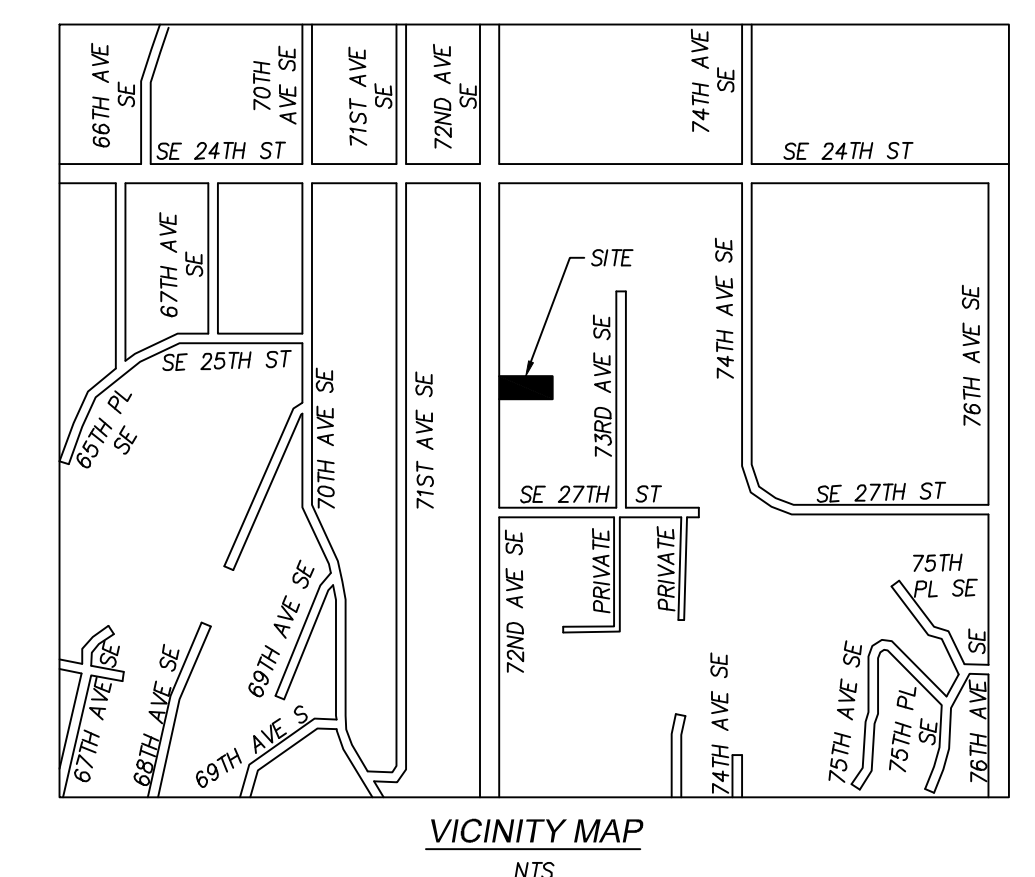 66TH AVE
SE
70TH
AVE SE
71ST AVE
SE
72ND AVE
SE
74TH AVE
SE
SE 24TH ST
SE 24TH ST
67TH AVE
SE
SITE
74TH AVE SE
76TH AVE SE
73RD AVE SE
SE 25TH ST
65TH PL
SE
70TH AVE SE
71ST AVE SE
SE 27TH ST
SE 27TH ST
72ND AVE SE
PRIVATE
PRIVATE
75TH
PL SE
69TH AVE SE
67TH AVE SE
68TH AVE SE
69TH AVE S
74TH AVE SE
75TH AVE SE
75TH PL
SE
76TH AVE SE
VICINITY MAP
NTS